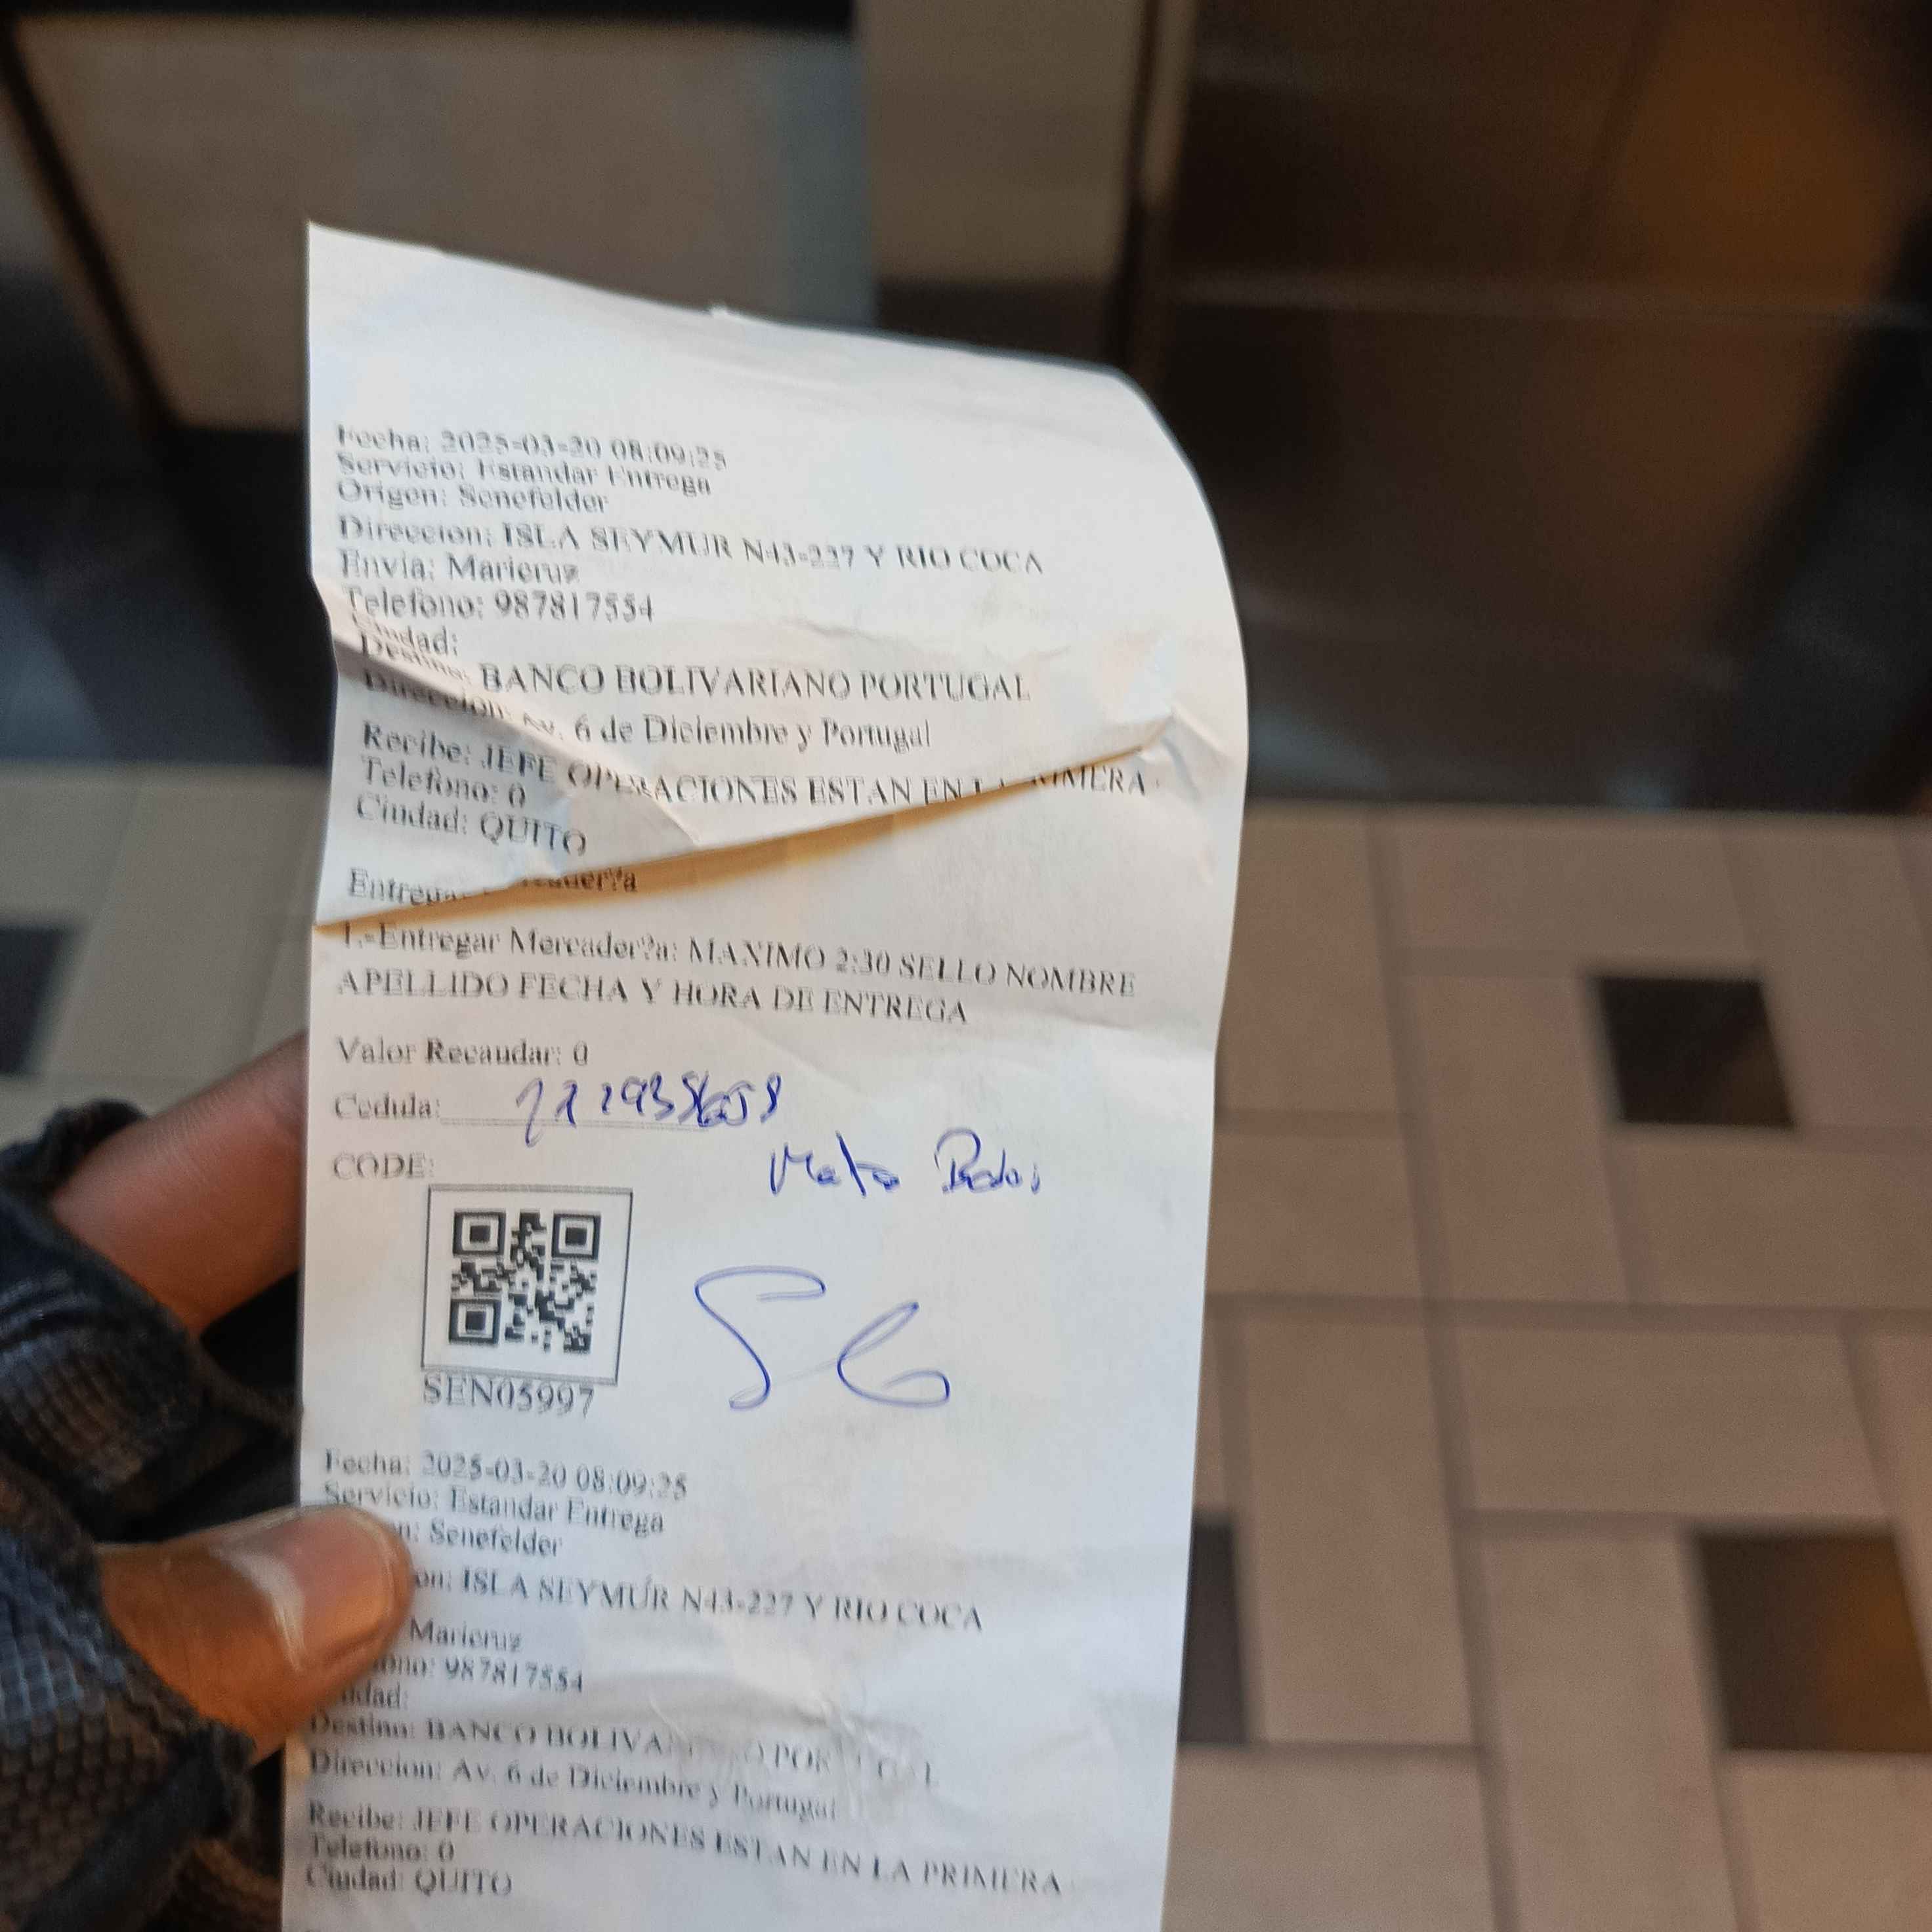 Fecha: 2025-03-20 08:09:25
Servicio: Estandar Entrega
Origen: Senefelder
Direccion: ISLA SEYMUR N43-227 Y RIO COCA
Envia: Maricruz
Telefono: 987817554
Ciudad:
Destino: BANCO BOLIVARIANO PORTUGAL
Direccion: Av. 6 de Diciembre y Portugal
Recibe: JEFE OPERACIONES ESTAN EN LA PRIMERA
Telefono: 0
Ciudad: QUITO
1.-Entregar Mercader?a: MAXIMO 2:30 SELLO NOMBRE
APELLIDO FECHA Y HORA DE ENTREGA
Valor Recaudar: 0
Cedula:
CODE:
SEN05997
Fecha: 2025-03-20 08:09:25
Servicio: Estandar Entrega
Senefelder
ISLA SEYMUR N43-227 Y RIO COCA
Maricruz
987817554
Destino: BANCO
Direccion: Av. 6 de Diciembre y Portugal
Recibe: JEFE OPERACIONES ESTAN EN LA PRIMERA
Telefono: 0
Ciudad: QUITO